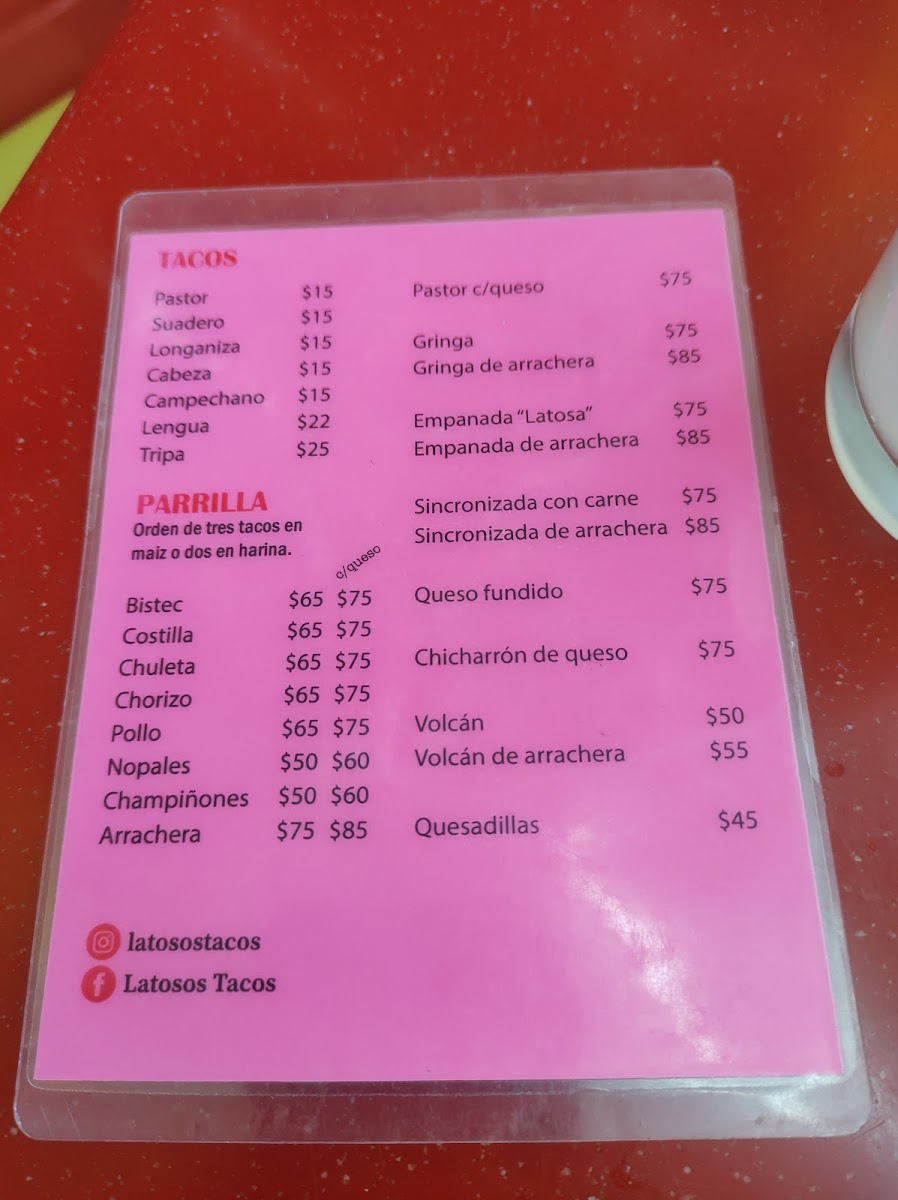 TACOS
Pastor $15
Suadero $15
Longaniza $15
Cabeza $15
Campechano $15
Lengua $22
Tripa $25
PARRILLA
Orden de tres tacos en
maiz o dos en harina.
c/queso
Bistec $65 $75
Costilla $65 $75
Chuleta $65 $75
Chorizo $65 $75
Pollo $65 $75
Nopales $50 $60
Champiñones $50 $60
Arrachera $75 $85
Pastor c/queso $75
Gringa $75
Gringa de arrachera $85
Empanada “Latosa” $75
Empanada de arrachera $85
Sincronizada con carne $75
Sincronizada de arrachera $85
Queso fundido $75
Chicharrón de queso $75
Volcán $50
Volcán de arrachera $55
Quesadillas $45
latosostacos
f Latosos Tacos